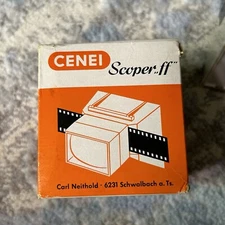 CENEI
Scoper„ff"
Carl Neithold · 6231 Schwalbach a. Ts.